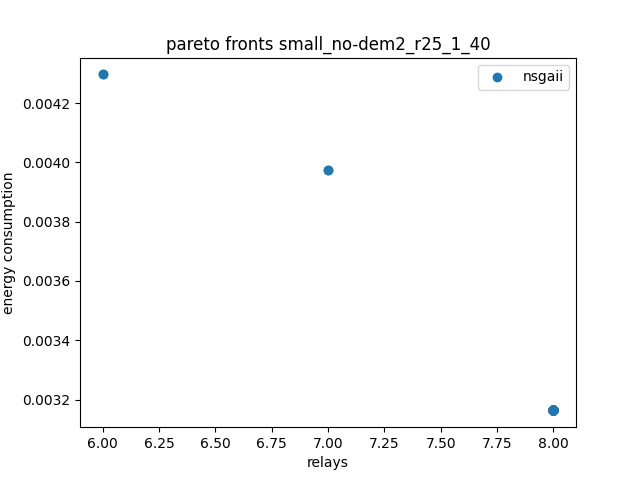 pareto fronts small_no-dem2_r25_1_40
nsgaii
0.0042
0.0040
0.0038
0.0036
0.0034
0.0032
energy consumption
6.00 6.25 6.50 6.75 7.00 7.25 7.50 7.75 8.00
relays